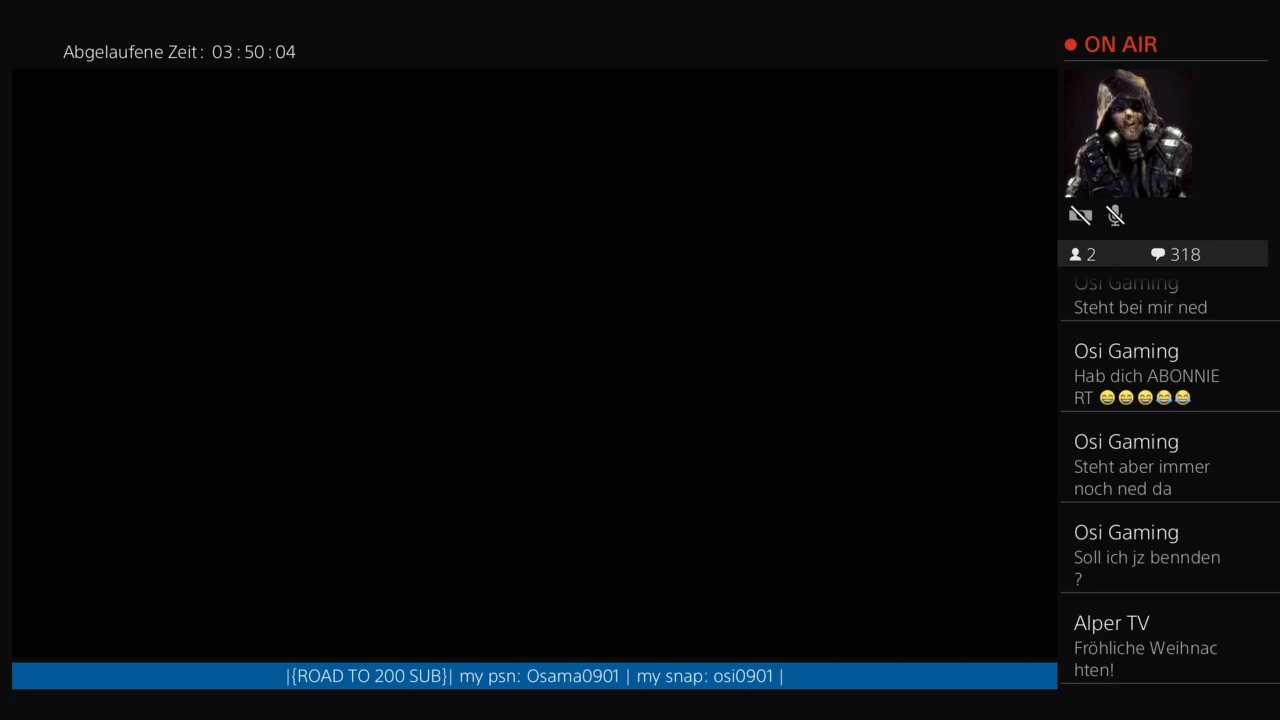 Abgelaufene Zeit: 03:50:04
ON AIR
2 318
Osi Gaming
Steht bei mir ned
Osi Gaming
Hab dich ABONNIE
RT 😄😄😄😂😂
Osi Gaming
Steht aber immer
noch ned da
Osi Gaming
Soll ich jz bennden
?
Alper TV
Fröhliche Weihnac
hten!
|{ROAD TO 200 SUB}| my psn: Osama0901 | my snap: osi0901 |